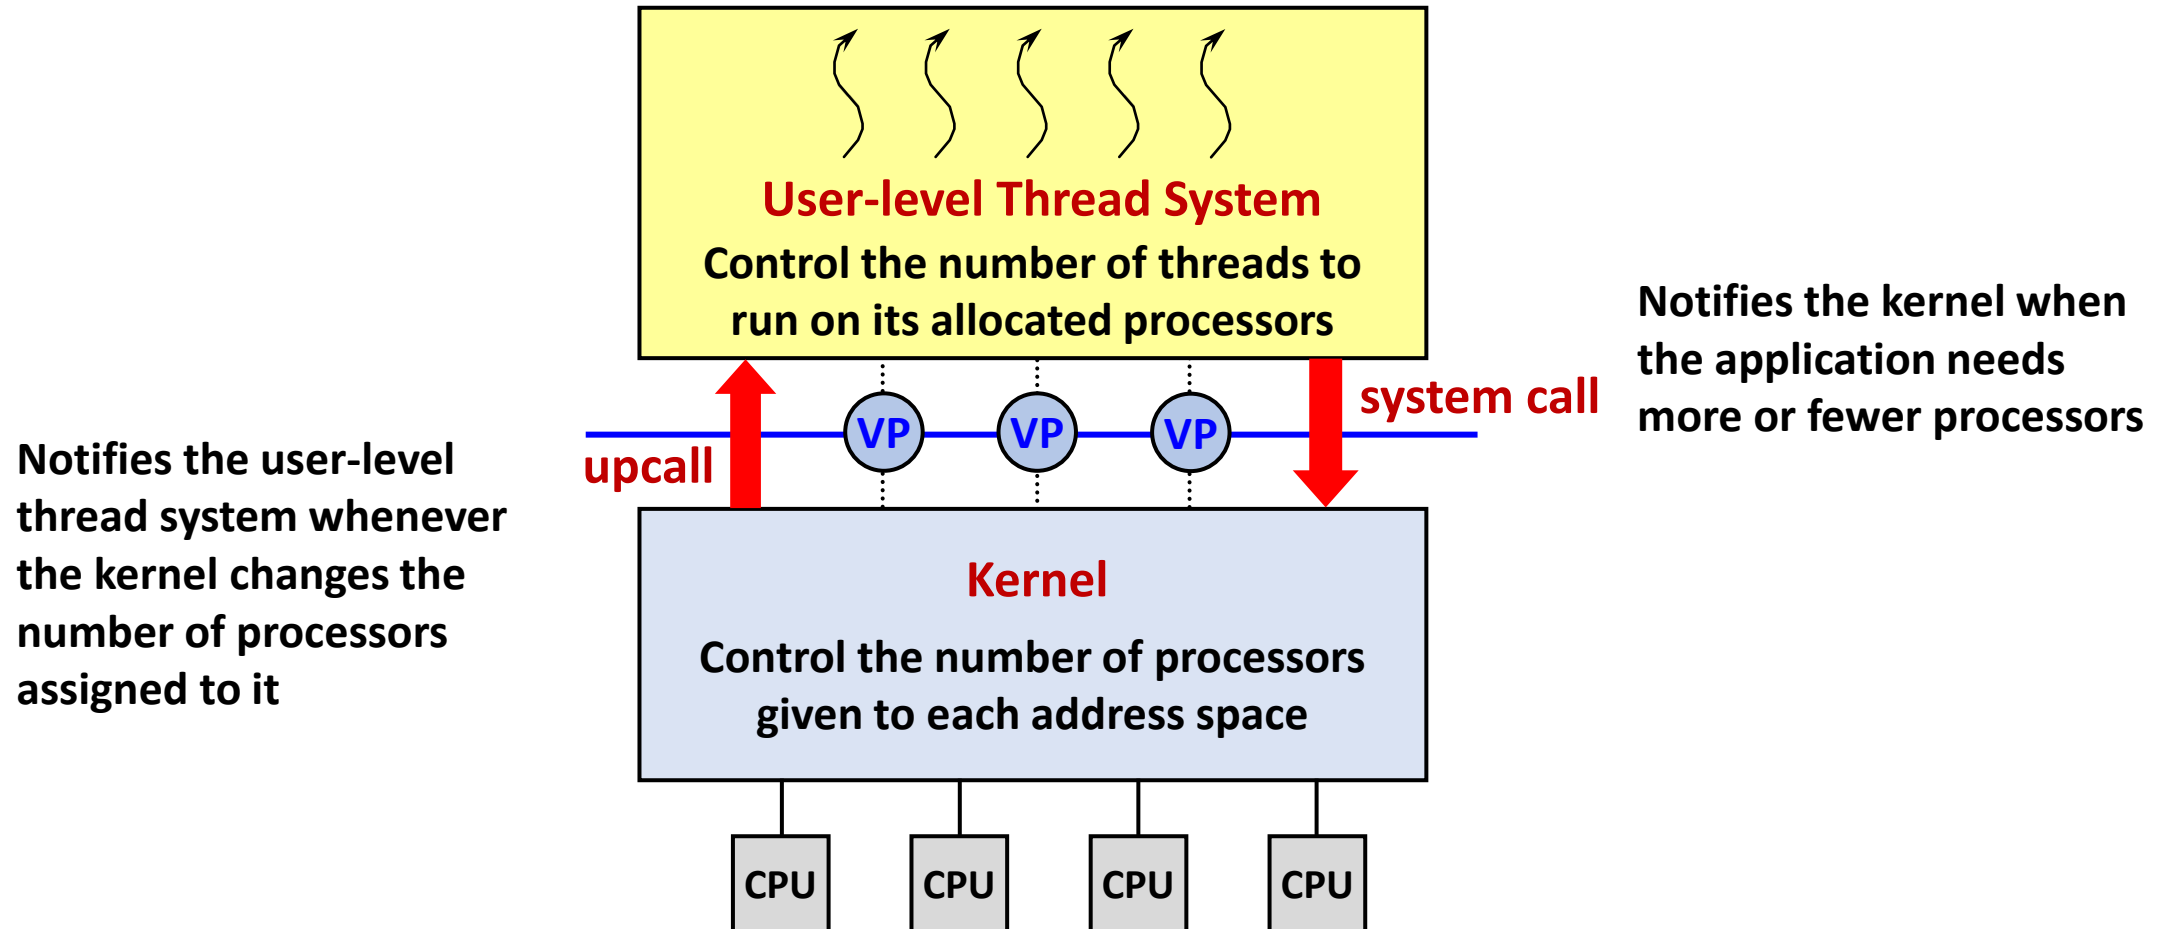 User-level Thread System
Control the number of threads to
run on its allocated processors
Notifies the kernel when
the application needs
more or fewer processors
system call
VP VP VP
upcall
Notifies the user-level
thread system whenever
the kernel changes the
number of processors
assigned to it
Kernel
Control the number of processors
given to each address space
CPU CPU CPU CPU